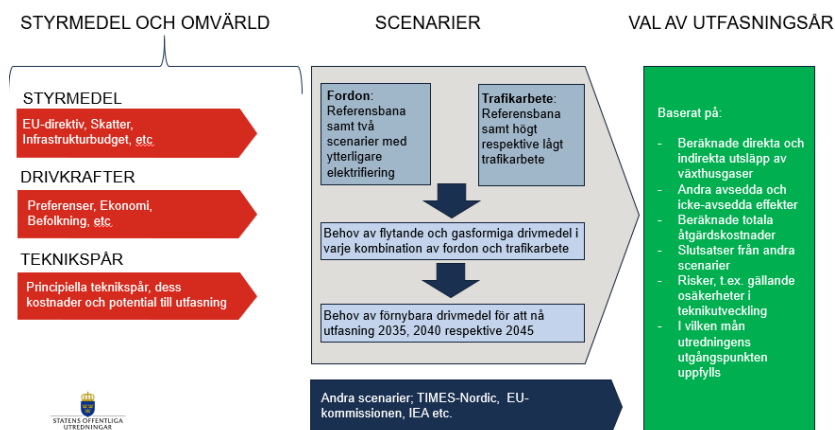 STYRMEDEL OCH OMVÄRLD
STYRMEDEL
EU-direktiv, Skatter,
Infrastrukturbudget, etc
DRIVKRAFTER
Preferenser, Ekonomi,
Befolkning, etc.
TEKNIKSPÅR
Principiella teknikspår, dess
kostnader och potential till utfasning
STATENS OFFENTLIGA
UTREDNINGAR
SCENARIER
Fordon:
Referensbana
samt två
scenarier med
ytterligare
elektrifiering
Trafikarbete:
Referensbana
samt högt
respektive lågt
trafikarbete
Behov av flytande och gasformiga drivmedel i
varje kombination av fordon och trafikarbete
Behov av förnybara drivmedel för att nå
utfasning 2035, 2040 respektive 2045
Andra scenarier; TIMES-Nordic, EU-
kommissionen, IEA etc.
VAL AV UTFASNINGSÅR
Baserat på:
- Beräknade direkta och
indirekta utsläpp av
växthusgaser
- Andra avsedda och
icke-avsedda effekter
- Beräknade totala
åtgärdskostnader
- Slutsatser från andra
scenarier
- Risker, t.ex. gällande
osäkerheter i
teknikutveckling
- I vilken mån
utredningens
utgångspunkten
uppfylls